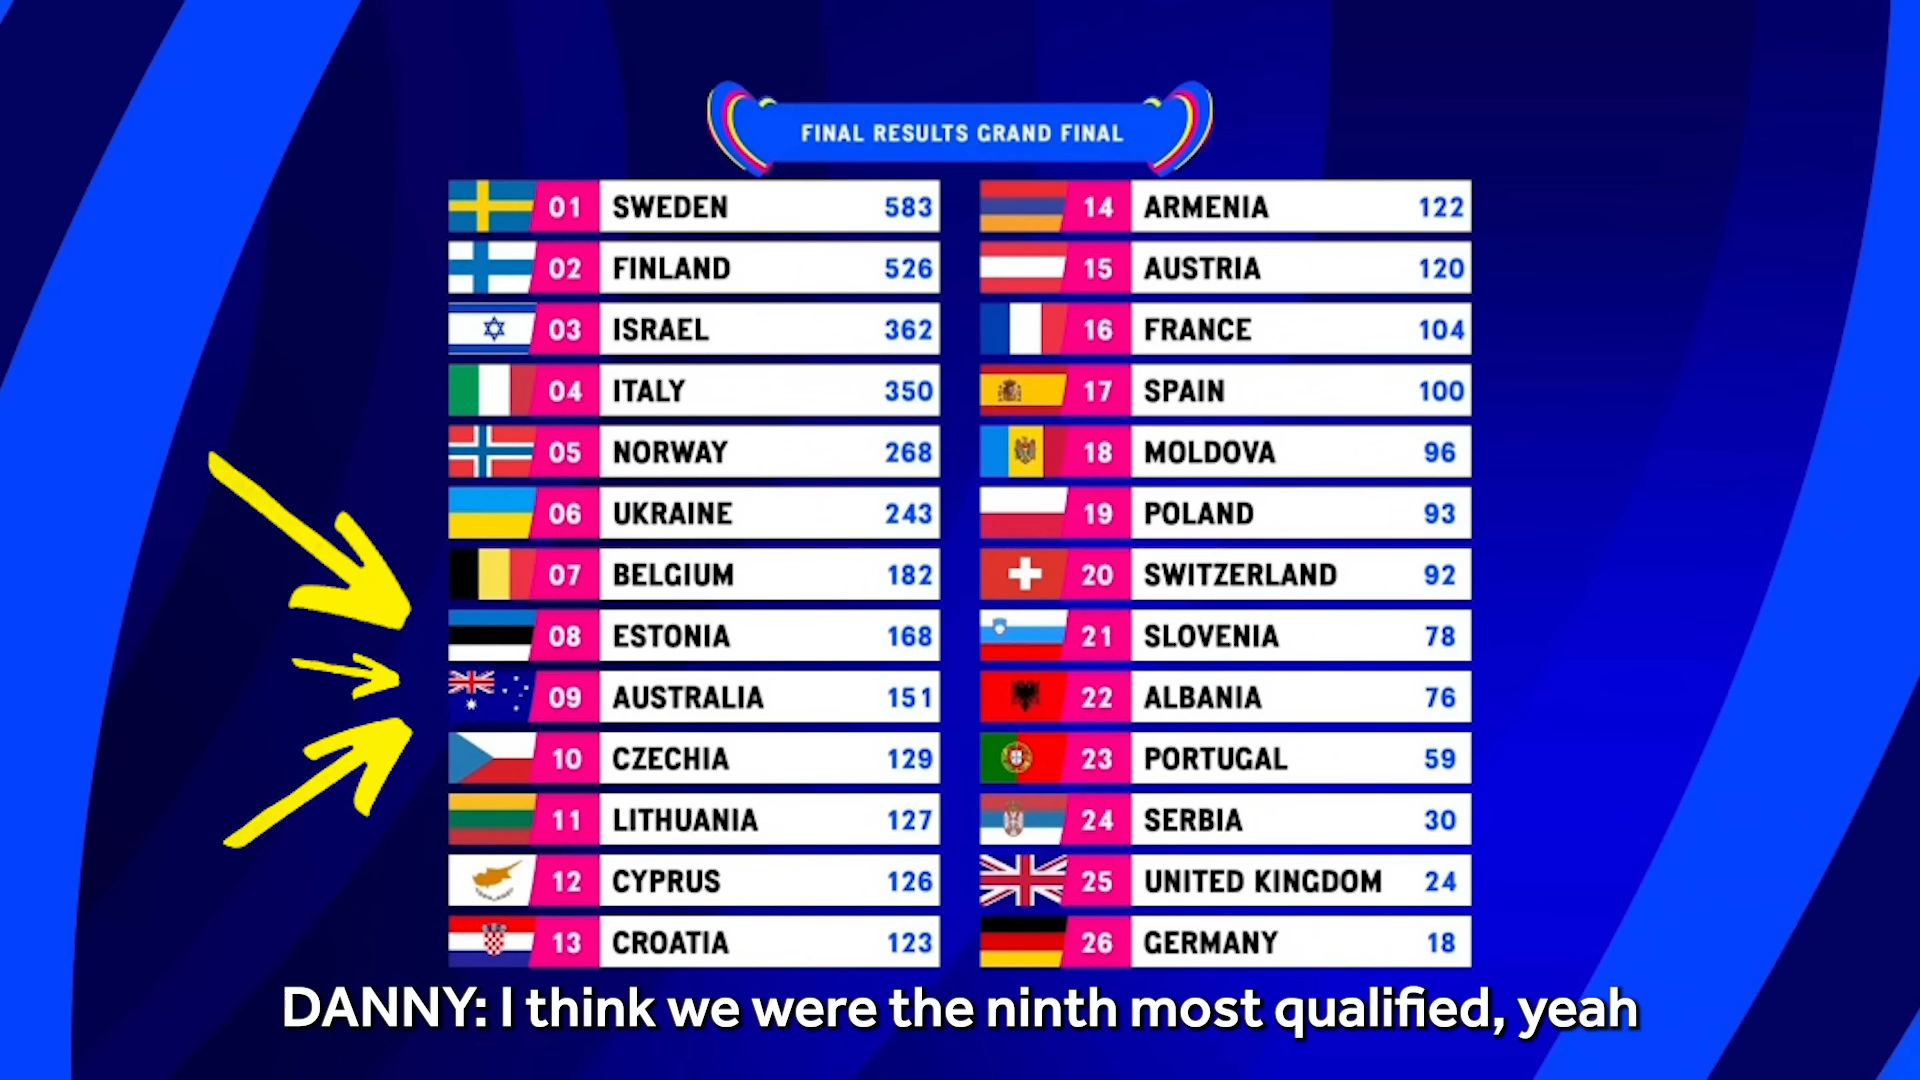 FINAL RESULTS GRAND FINAL
01 SWEDEN 583
02 FINLAND 526
03 ISRAEL 362
04 ITALY 350
05 NORWAY 268
06 UKRAINE 243
07 BELGIUM 182
08 ESTONIA 168
09 AUSTRALIA 151
10 CZECHIA 129
11 LITHUANIA 127
12 CYPRUS 126
13 CROATIA 123
14 ARMENIA 122
15 AUSTRIA 120
16 FRANCE 104
17 SPAIN 100
18 MOLDOVA 96
19 POLAND 93
20 SWITZERLAND 92
21 SLOVENIA 78
22 ALBANIA 76
23 PORTUGAL 59
24 SERBIA 30
25 UNITED KINGDOM 24
26 GERMANY 18
DANNY: I think we were the ninth most qualified, yeah